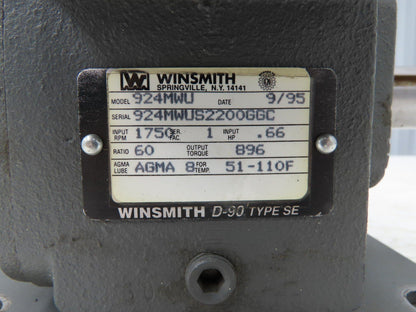 WINSMITH
SPRINGVILLE, N.Y. 14141
MODEL 924MWU DATE 9/95
SERIAL 924MWUS2200GGC
INPUT RPM 1750 SER. FAC. 1 INPUT HP .66
RATIO 60 OUTPUT TORQUE 896
AGMA LUBE AGMA 8 FOR TEMP. 51-110F
WINSMITH D-90 TYPE SE